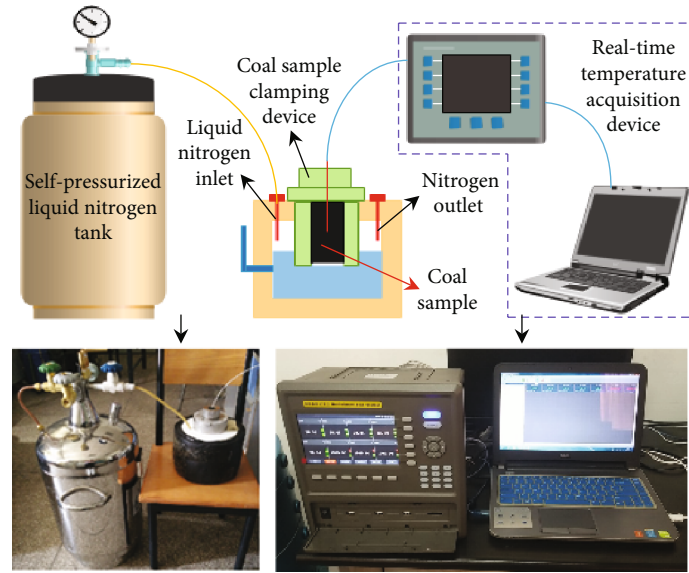 Coal sample
clamping
device
Real-time
temperature
acquisition
device
Liquid
nitrogen
inlet
Nitrogen
outlet
Self-pressurized
liquid nitrogen
tank
Coal
sample